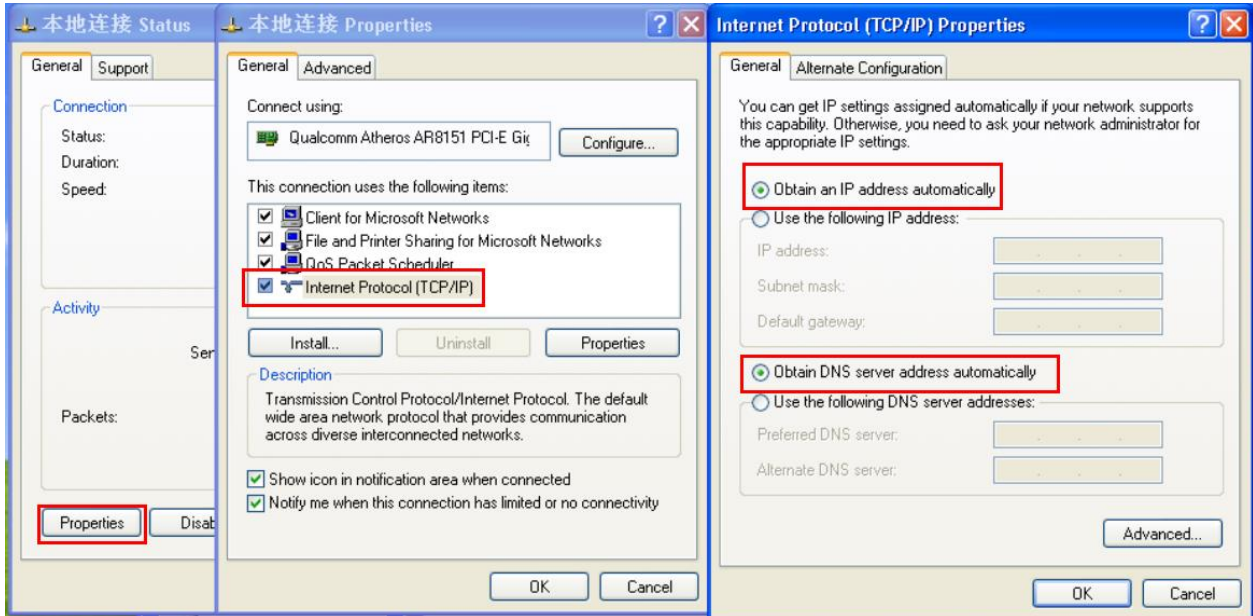 本地连接 Status
General
Support
Connection
Status:
Duration:
Speed:
Activity
Packets:
Properties
本地连接 Properties
General
Advanced
Connect using:
Qualcomm Atheros AR8151 PCI-E
Configure...
This connection uses the following items:
Client for Microsoft Networks
File and Printer Sharing for Microsoft Networks
QoS Packet Scheduler
Internet Protocol (TCP/IP)
Install...
Uninstall
Properties
Description
Transmission Control Protocol/Internet Protocol. The default
wide area network protocol that provides communication
across diverse interconnected networks.
Show icon in notification area when connected
Notify me when this connection has limited or no connectivity
OK
Cancel
Internet Protocol (TCP/IP) Properties
General
Alternate Configuration
You can get IP settings assigned automatically if your network supports
this capability. Otherwise, you need to ask your network administrator for
the appropriate IP settings.
Obtain an IP address automatically
Use the following IP address:
IP address:
Subnet mask:
Default gateway:
Obtain DNS server address automatically
Use the following DNS server addresses:
Preferred DNS server:
Alternate DNS server:
Advanced...
OK
Cancel